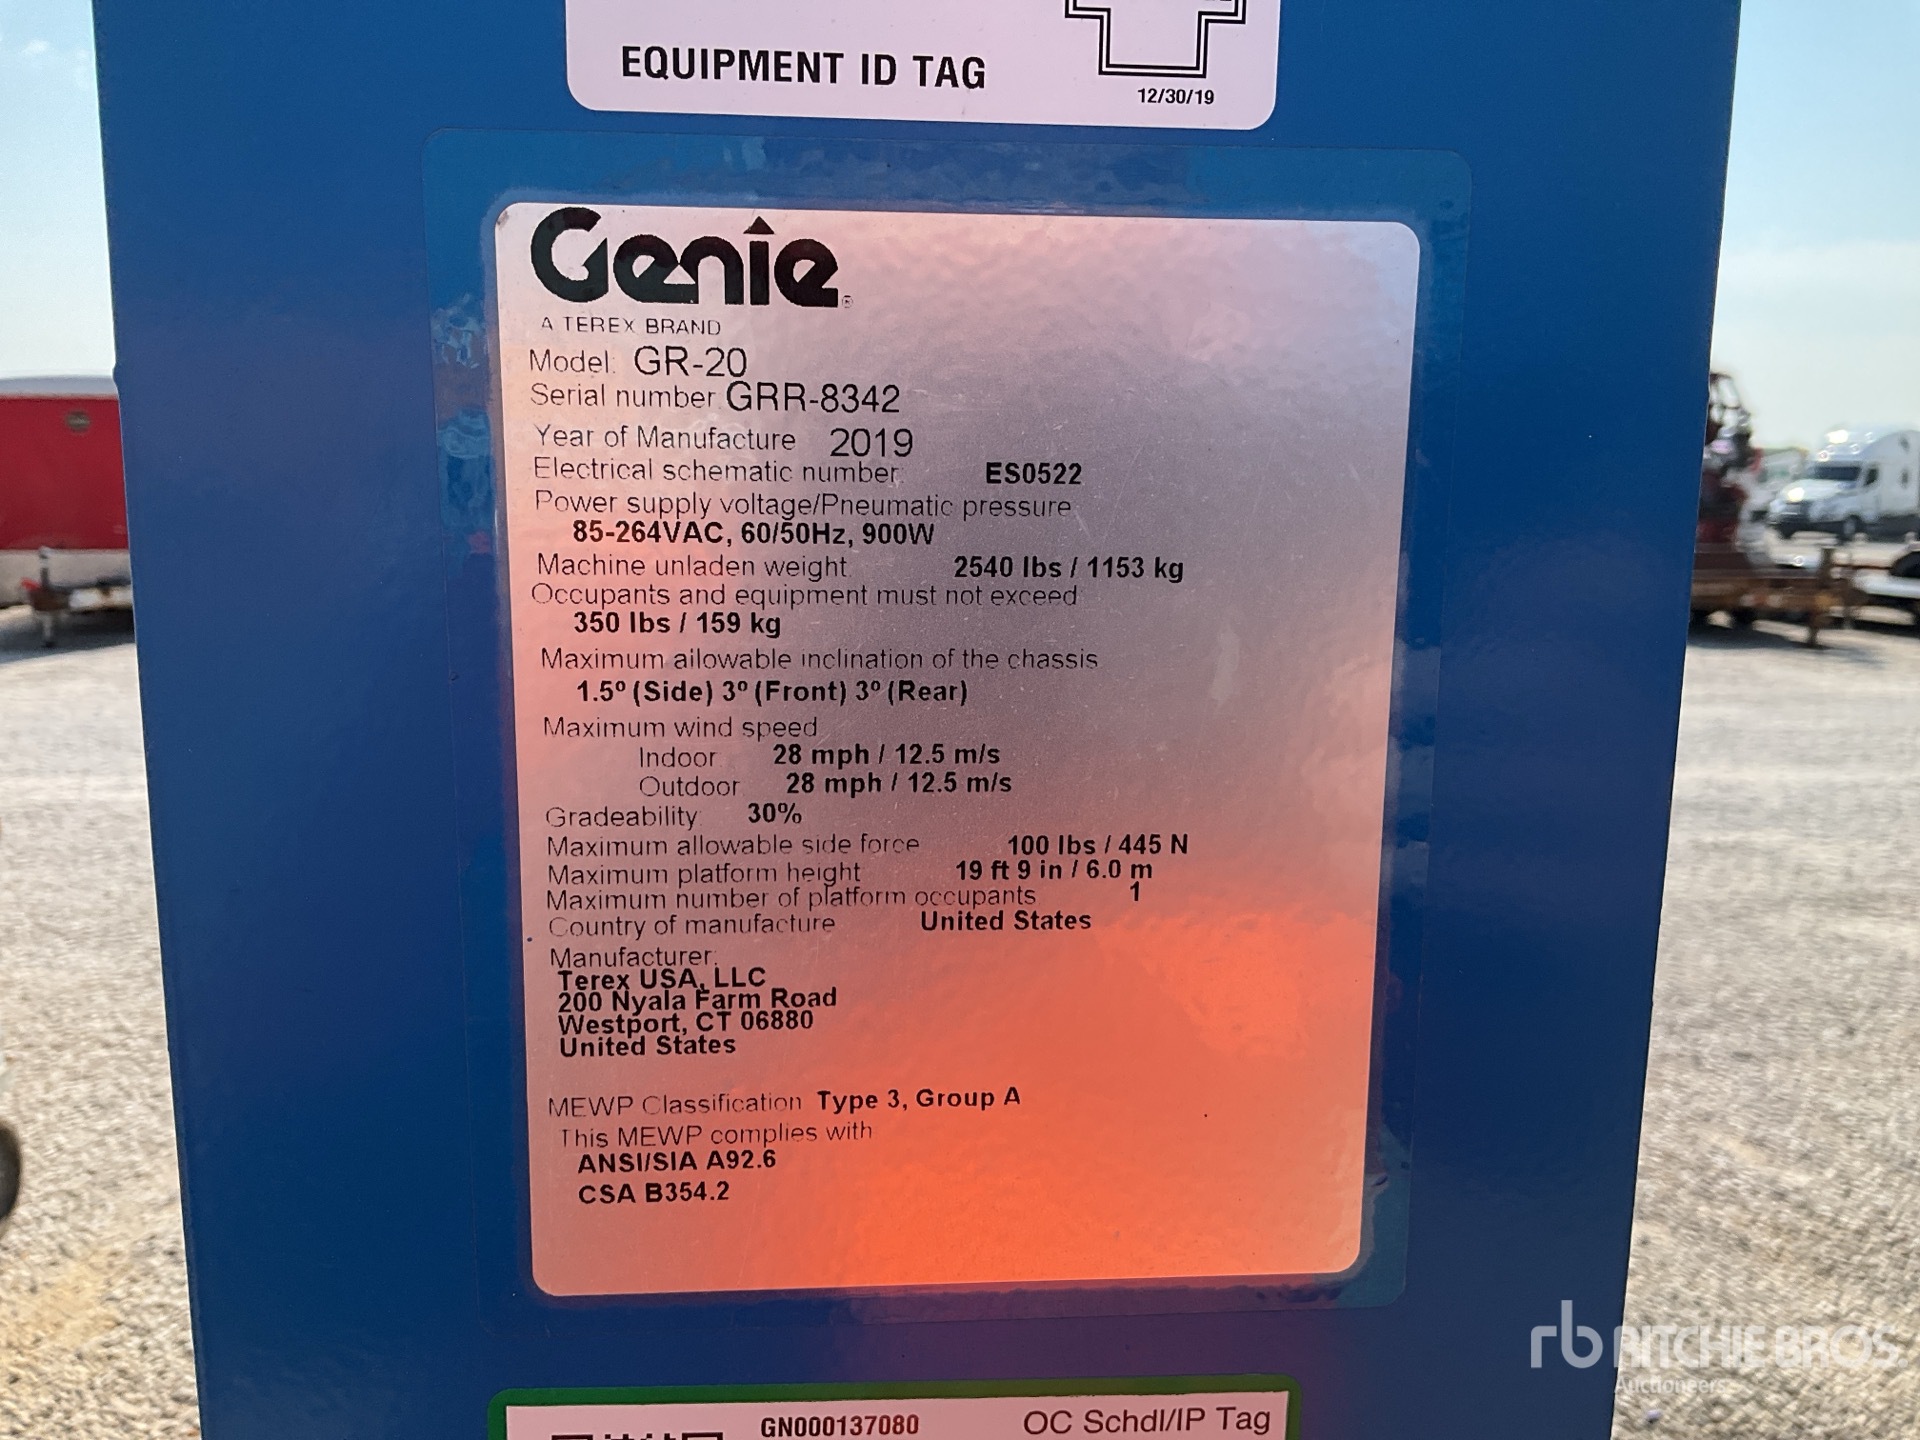 EQUIPMENT ID TAG
12/30/19
Genie®
A TEREX BRAND
Model: GR-20
Serial number: GRR-8342
Year of Manufacture 2019
Electrical schematic number: ES0522
Power supply voltage/Pneumatic pressure
85-264VAC, 60/50Hz, 900W
Machine unladen weight 2540 lbs / 1153 kg
Occupants and equipment must not exceed
350 lbs / 159 kg
Maximum allowable inclination of the chassis
1.5º (Side) 3º (Front) 3º (Rear)
Maximum wind speed
Indoor 28 mph / 12.5 m/s
Outdoor 28 mph / 12.5 m/s
Gradeability: 30%
Maximum allowable side force 100 lbs / 445 N
Maximum platform height 19 ft 9 in / 6.0 m
Maximum number of platform occupants 1
Country of manufacture United States
Manufacturer:
Terex USA, LLC
200 Nyala Farm Road
Westport, CT 06880
United States
MEWP Classification Type 3, Group A
This MEWP complies with
ANSI/SIA A92.6
CSA B354.2
GN000137080 OC Schdl/IP Tag
rb RITCHIE BROS.
Auctioneers